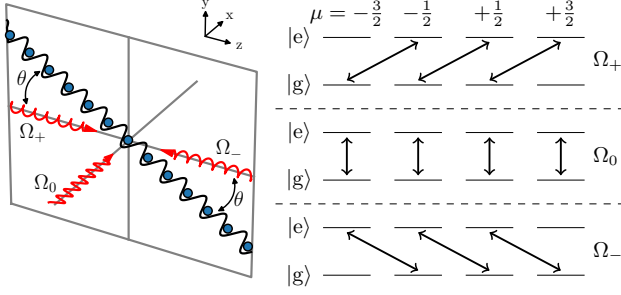 y
x
z
θ
Ω₊
Ω₋
Ω₀
θ
μ = −3/2 −1/2 +1/2 +3/2
|e⟩
|g⟩
Ω₊
|e⟩
|g⟩
Ω₀
|e⟩
|g⟩
Ω₋